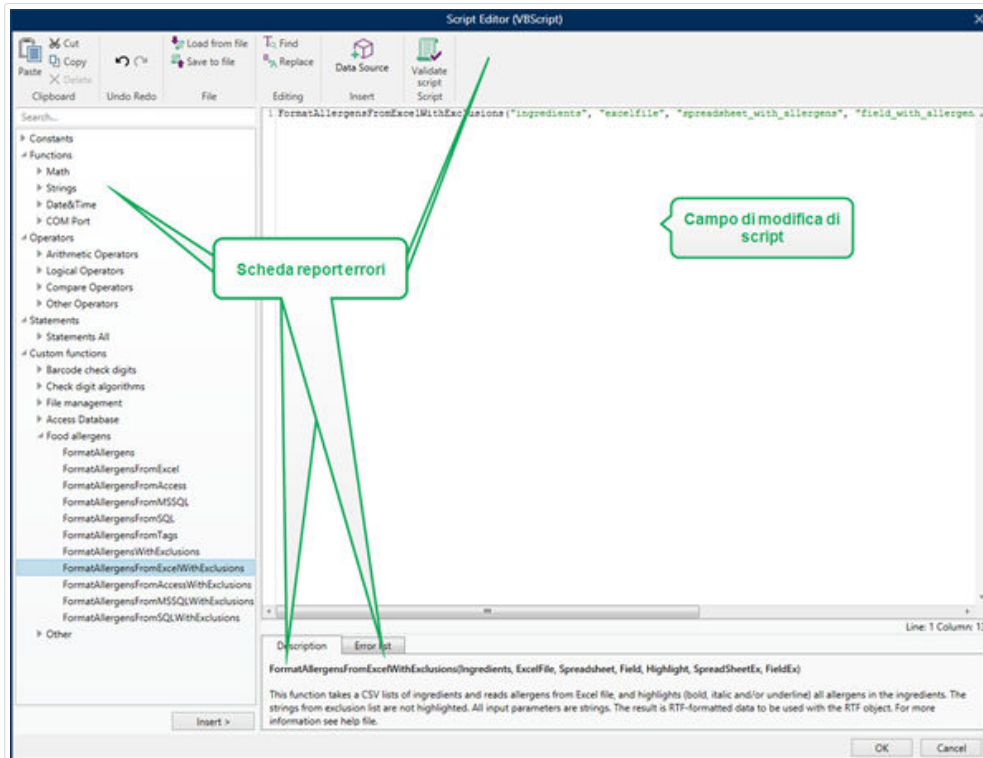 Script Editor (VBScript)
Paste
Cut
Copy
Delete
Clipboard
Undo Redo
Load from file
Save to file
File
Find
Replace
Editing
Data Source
Insert
Validate
script
Script
Search...
Constants
Functions
Math
Strings
Date&Time
COM Port
Operators
Arithmetic Operators
Logical Operators
Compare Operators
Other Operators
Statements
Statements All
Custom functions
Barcode check digits
Check digit algorithms
File management
Access Database
Food allergens
FormatAllergens
FormatAllergensFromExcel
FormatAllergensFromAccess
FormatAllergensFromMSSQL
FormatAllergensFromSQL
FormatAllergensFromTags
FormatAllergensWithExclusions
FormatAllergensFromExcelWithExclusions
FormatAllergensFromAccessWithExclusions
FormatAllergensFromMSSQLWithExclusions
FormatAllergensFromSQLWithExclusions
Other
Insert >
1 FormatAllergensFromExcelWithExclusions("ingredients", "excelfile", "spreadsheet_with_allergens", "field_with_allergen
Campo di modifica di
script
Scheda report errori
Line: 1 Column: 13
Description
Error list
FormatAllergensFromExcelWithExclusions(Ingredients, ExcelFile, Spreadsheet, Field, Highlight, SpreadSheetEx, FieldEx)
This function takes a CSV lists of ingredients and reads allergens from Excel file, and highlights (bold, italic and/or underline) all allergens in the ingredients. The
strings from exclusion list are not highlighted. All input parameters are strings. The result is RTF-formatted data to be used with the RTF object. For more
information see help file.
OK
Cancel